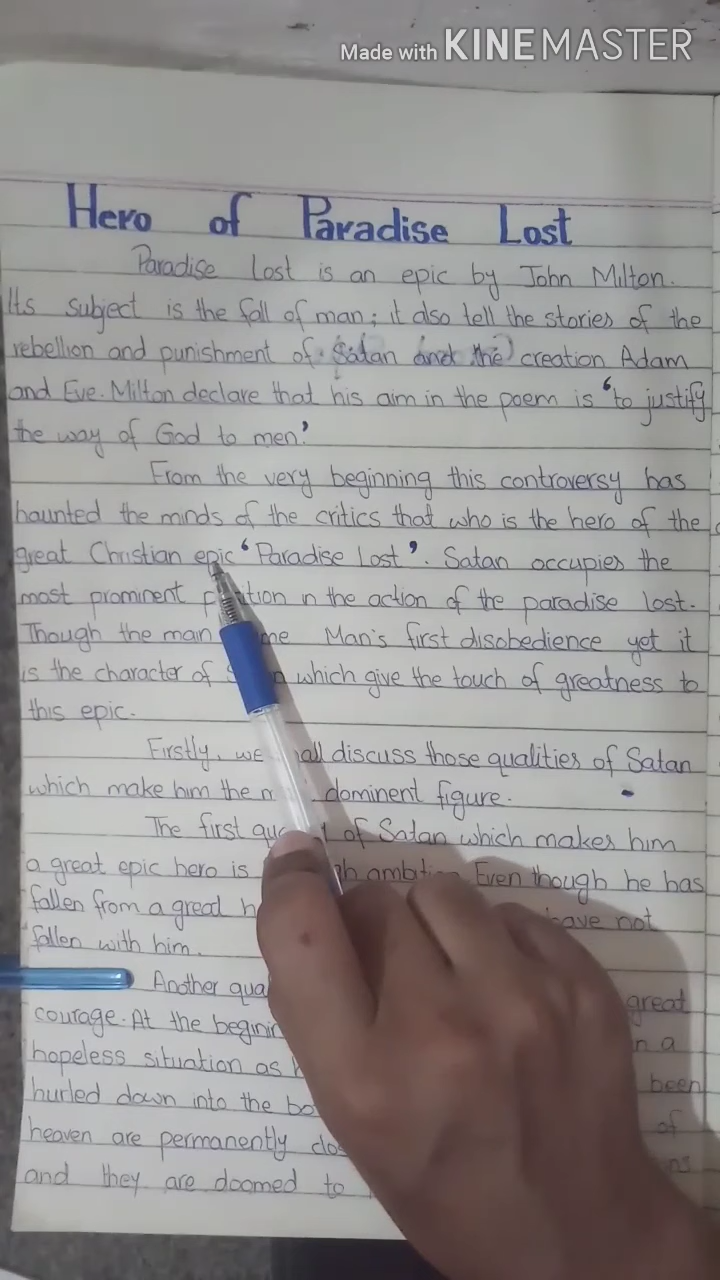 Made with KINEMASTER
Hero of Paradise Lost
Paradise Lost is an epic by John Milton.
Its subject is the fall of man; it also tell the stories of the
rebellion and punishment of Satan and the creation Adam
and Eve. Milton declare that his aim in the poem is ‘to justify
the way of God to men’
From the very beginning this controversy has
haunted the minds of the critics that who is the hero of the
great Christian epic ‘Paradise Lost’. Satan occupies the
most prominent in the action of the paradise lost.
Though the main Man's first disobedience yet it
is the character of which give the touch of greatness to
this epic.
Firstly, we discuss those qualities of Satan
which make him the dominent figure.
The first of Satan which makes him
a great epic hero is Even though he has
fallen from a great have not
fallen with him.
Another great
courage. At the a
hopeless situation as been
hurled down into the of
heaven are permanently
and they are doomed to